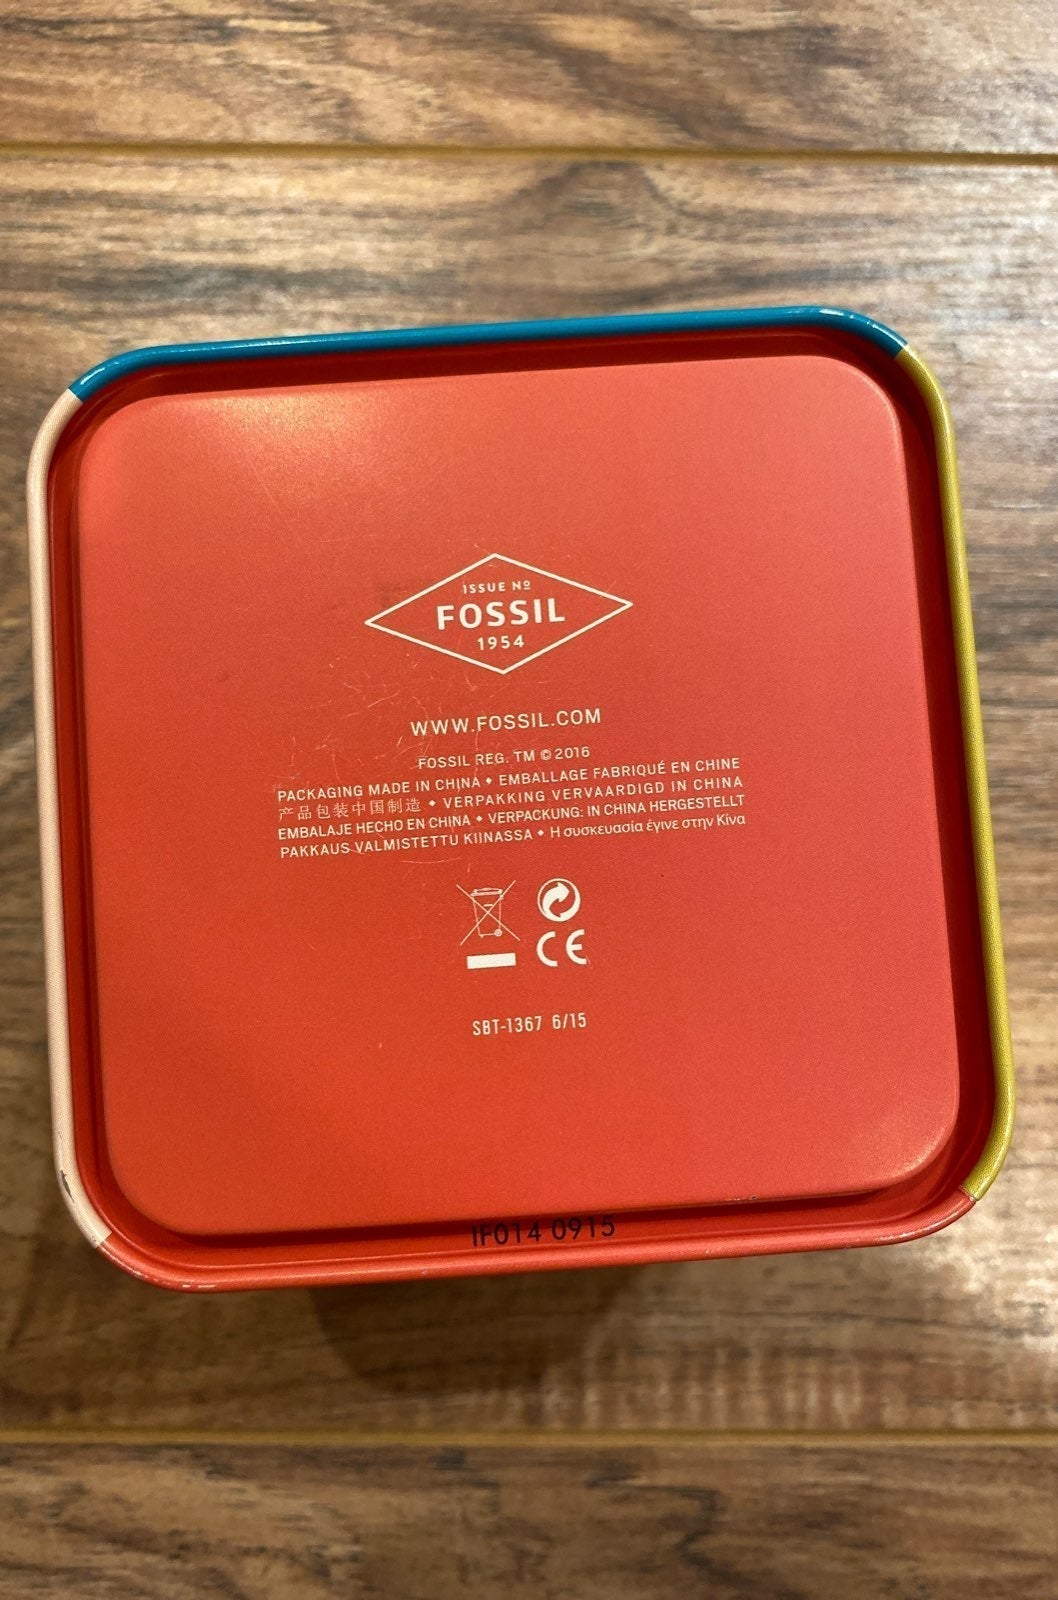 ISSUE Nº
FOSSIL
1954
WWW.FOSSIL.COM
FOSSIL REG. TM ©2016
PACKAGING MADE IN CHINA • EMBALLAGE FABRIQUÉ EN CHINE
产品包装中国制造 • VERPAKKING VERVAARDIGD IN CHINA
EMBALAJE HECHO EN CHINA • VERPACKUNG: IN CHINA HERGESTELLT
PAKKAUS VALMISTETTU KIINASSA • Η συσκευασία έγινε στην Κίνα
CE
SBT-1367 6/15
IF014 0915